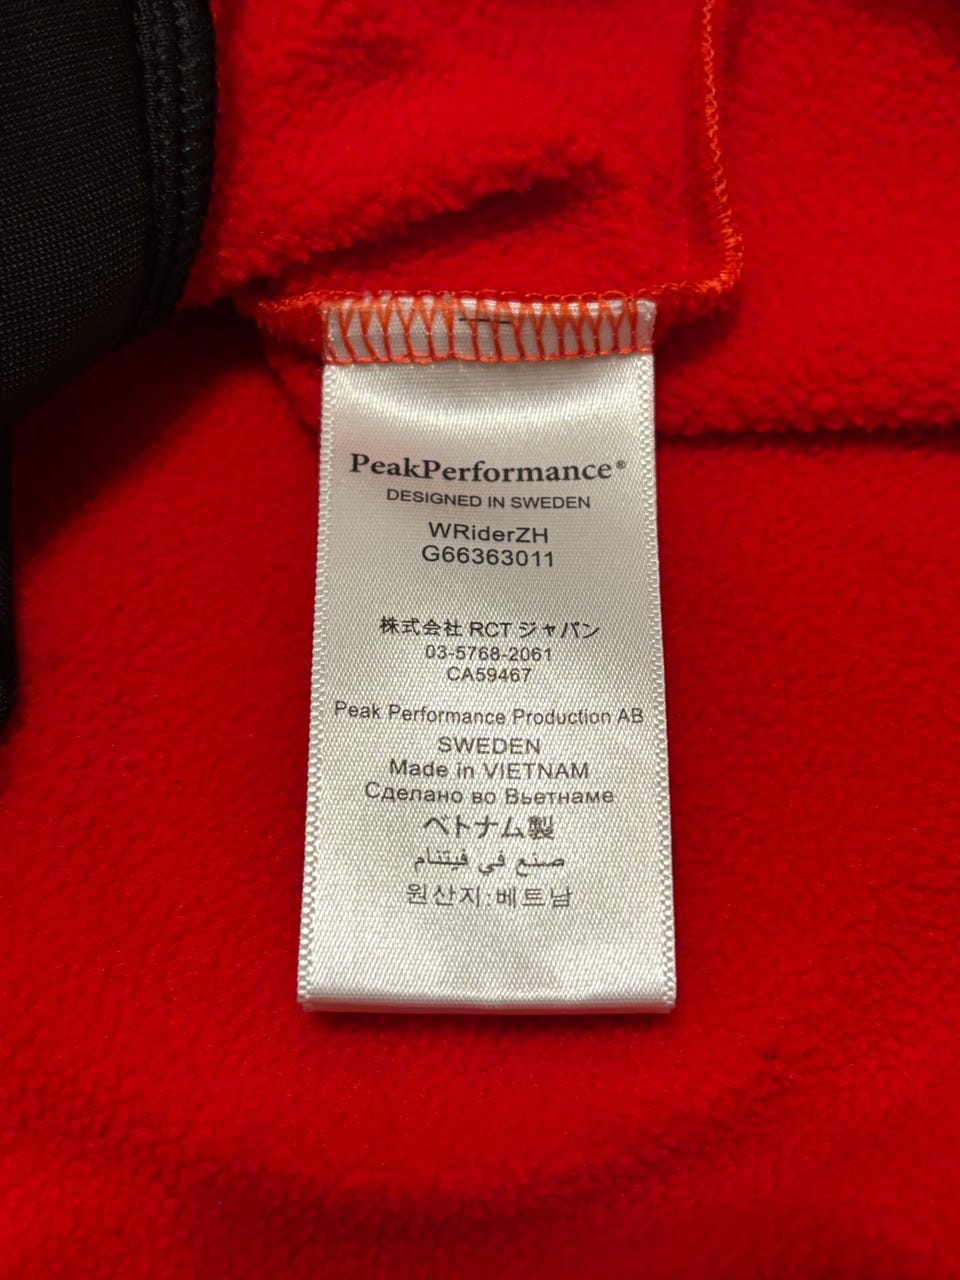 PeakPerformance®
DESIGNED IN SWEDEN
WRiderZH
G66363011
株式会社 RCT ジャパン
03-5768-2061
CA59467
Peak Performance Production AB
SWEDEN
Made in VIETNAM
Сделано во Вьетнаме
ベトナム製
صنع في فيتنام
원산지:베트남